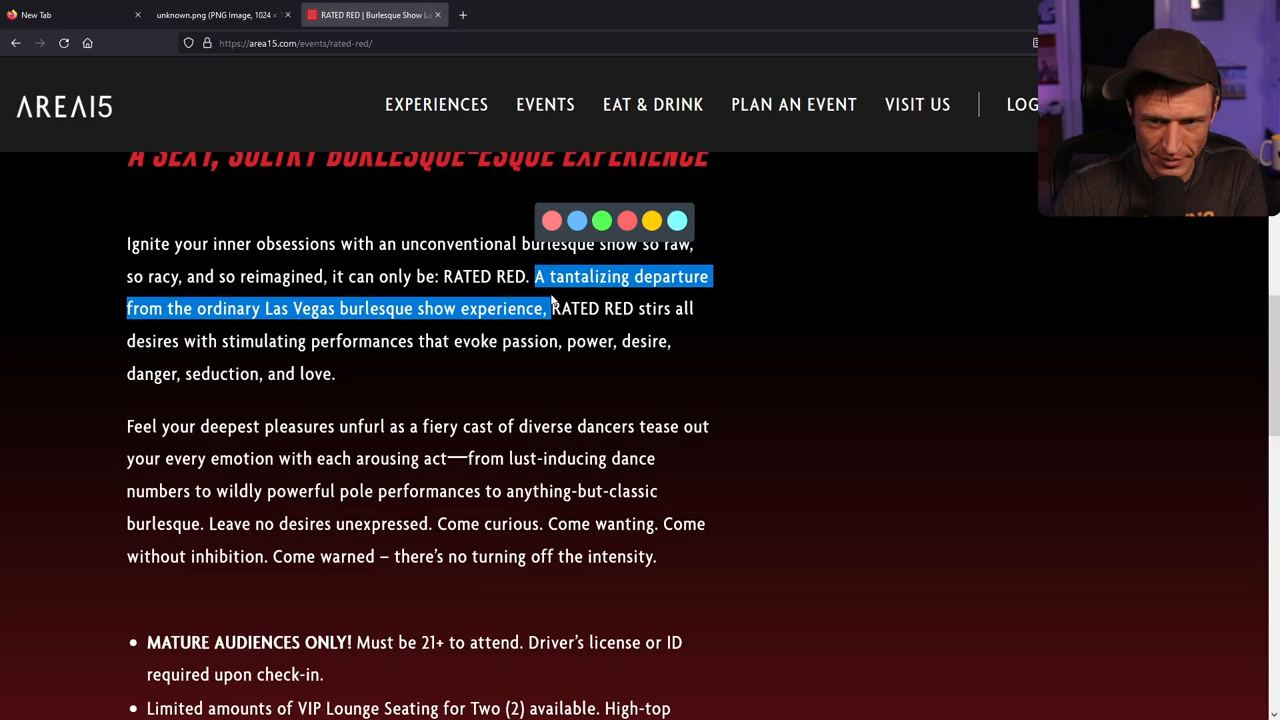 New Tab
unknown.png (PNG Image, 1024 ×
RATED RED | Burlesque Show La
https://area15.com/events/rated-red/
AREA15
EXPERIENCES EVENTS EAT & DRINK PLAN AN EVENT VISIT US LOG
A SEXY, SULTRY BURLESQUE-ESQUE EXPERIENCE
Ignite your inner obsessions with an unconventional burlesque show so raw,
so racy, and so reimagined, it can only be: RATED RED. A tantalizing departure
from the ordinary Las Vegas burlesque show experience, RATED RED stirs all
desires with stimulating performances that evoke passion, power, desire,
danger, seduction, and love.
Feel your deepest pleasures unfurl as a fiery cast of diverse dancers tease out
your every emotion with each arousing act—from lust-inducing dance
numbers to wildly powerful pole performances to anything-but-classic
burlesque. Leave no desires unexpressed. Come curious. Come wanting. Come
without inhibition. Come warned – there’s no turning off the intensity.
• MATURE AUDIENCES ONLY! Must be 21+ to attend. Driver’s license or ID
required upon check-in.
• Limited amounts of VIP Lounge Seating for Two (2) available. High-top